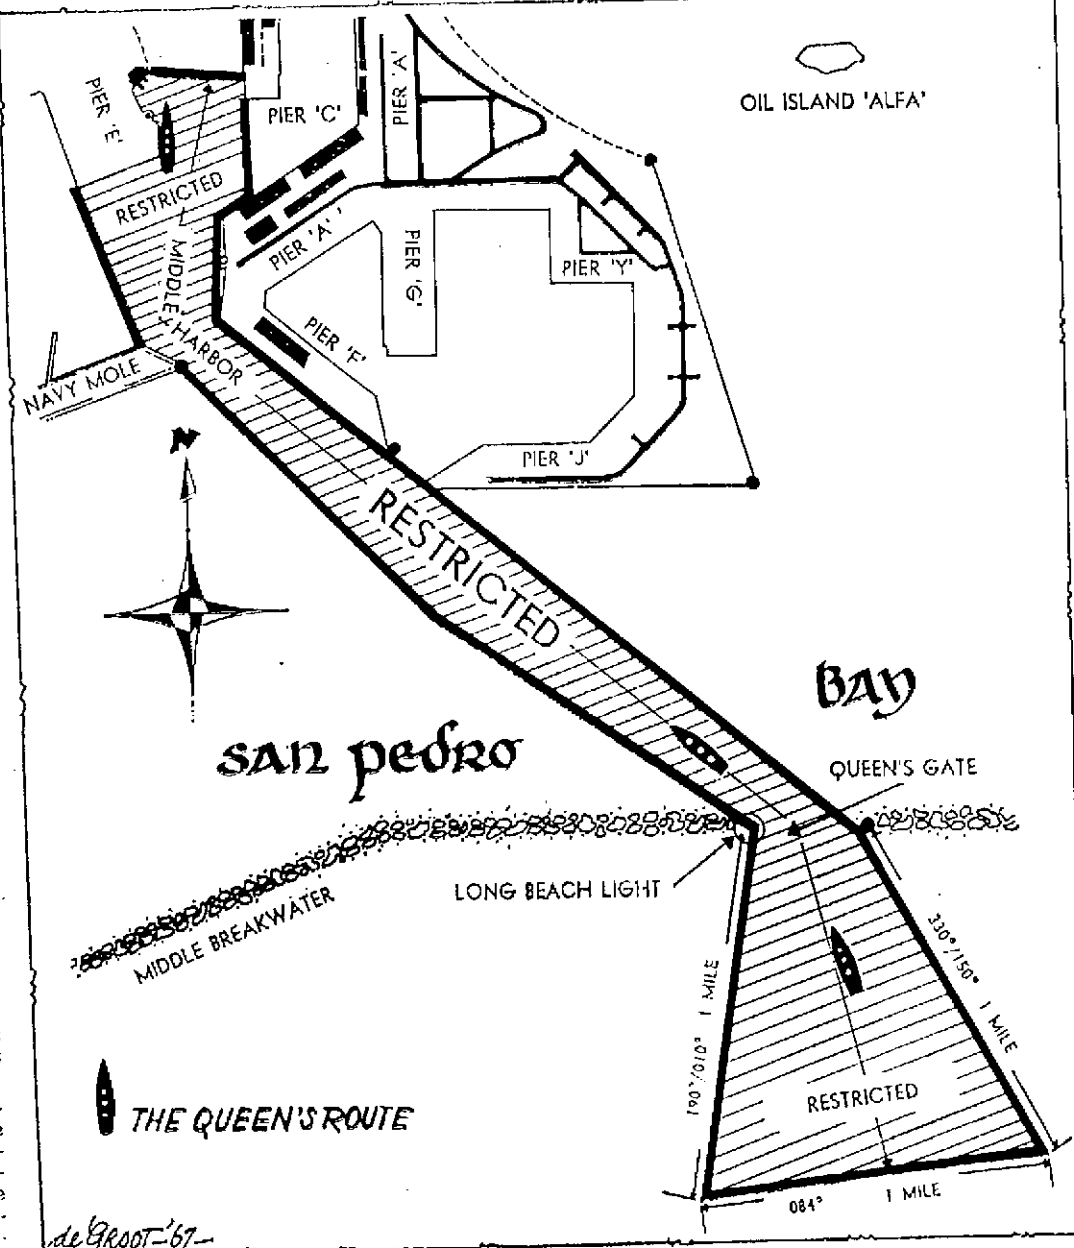 OIL ISLAND 'ALFA'
PIER 'E'
PIER 'C'
PIER 'A'
RESTRICTED
PIER 'A'
PIER 'G'
PIER 'Y'
MIDDLE
HARBOR
PIER 'F'
NAVY MOLE
PIER 'J'
N
RESTRICTED
BAY
SAN PEDRO
QUEEN'S GATE
LONG BEACH LIGHT
MIDDLE BREAKWATER
330°/150° 1 MILE
190°/010° 1 MILE
RESTRICTED
THE QUEEN'S ROUTE
084° 1 MILE
de GROOT-'67-